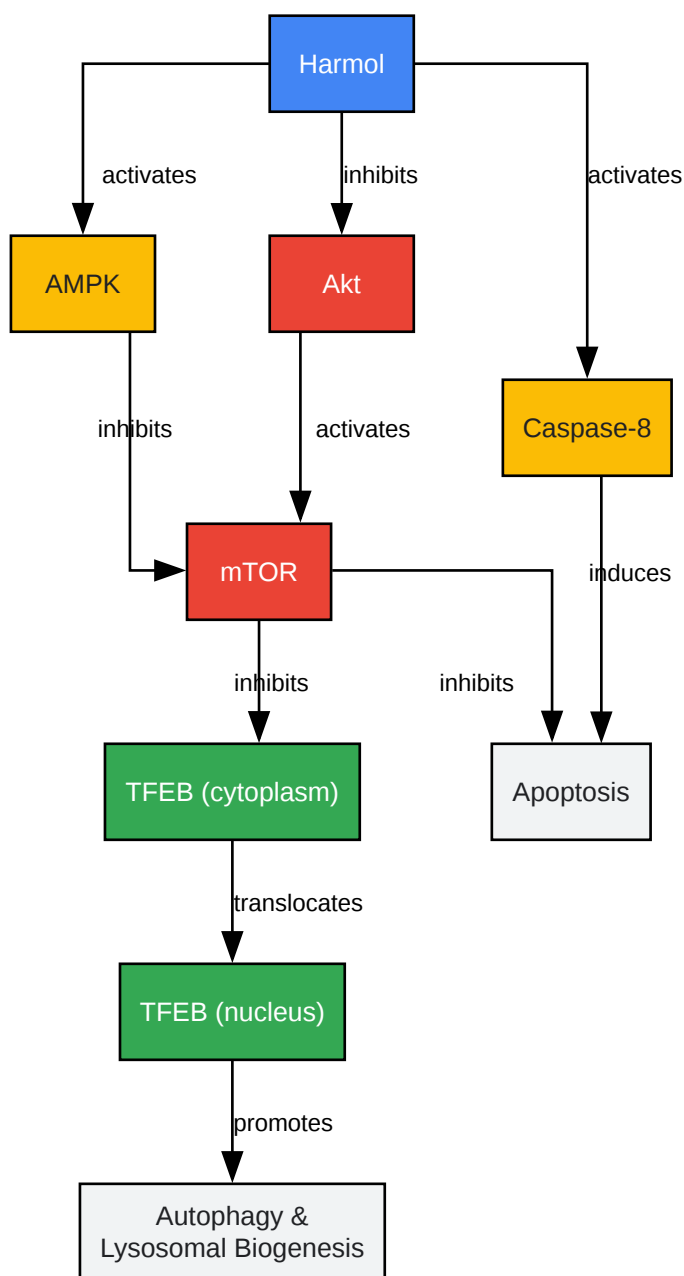 Harmol
activates
inhibits
activates
AMPK
Akt
inhibits
activates
Caspase-8
mTOR
induces
inhibits
inhibits
TFEB (cytoplasm)
Apoptosis
translocates
TFEB (nucleus)
promotes
Autophagy &
Lysosomal Biogenesis